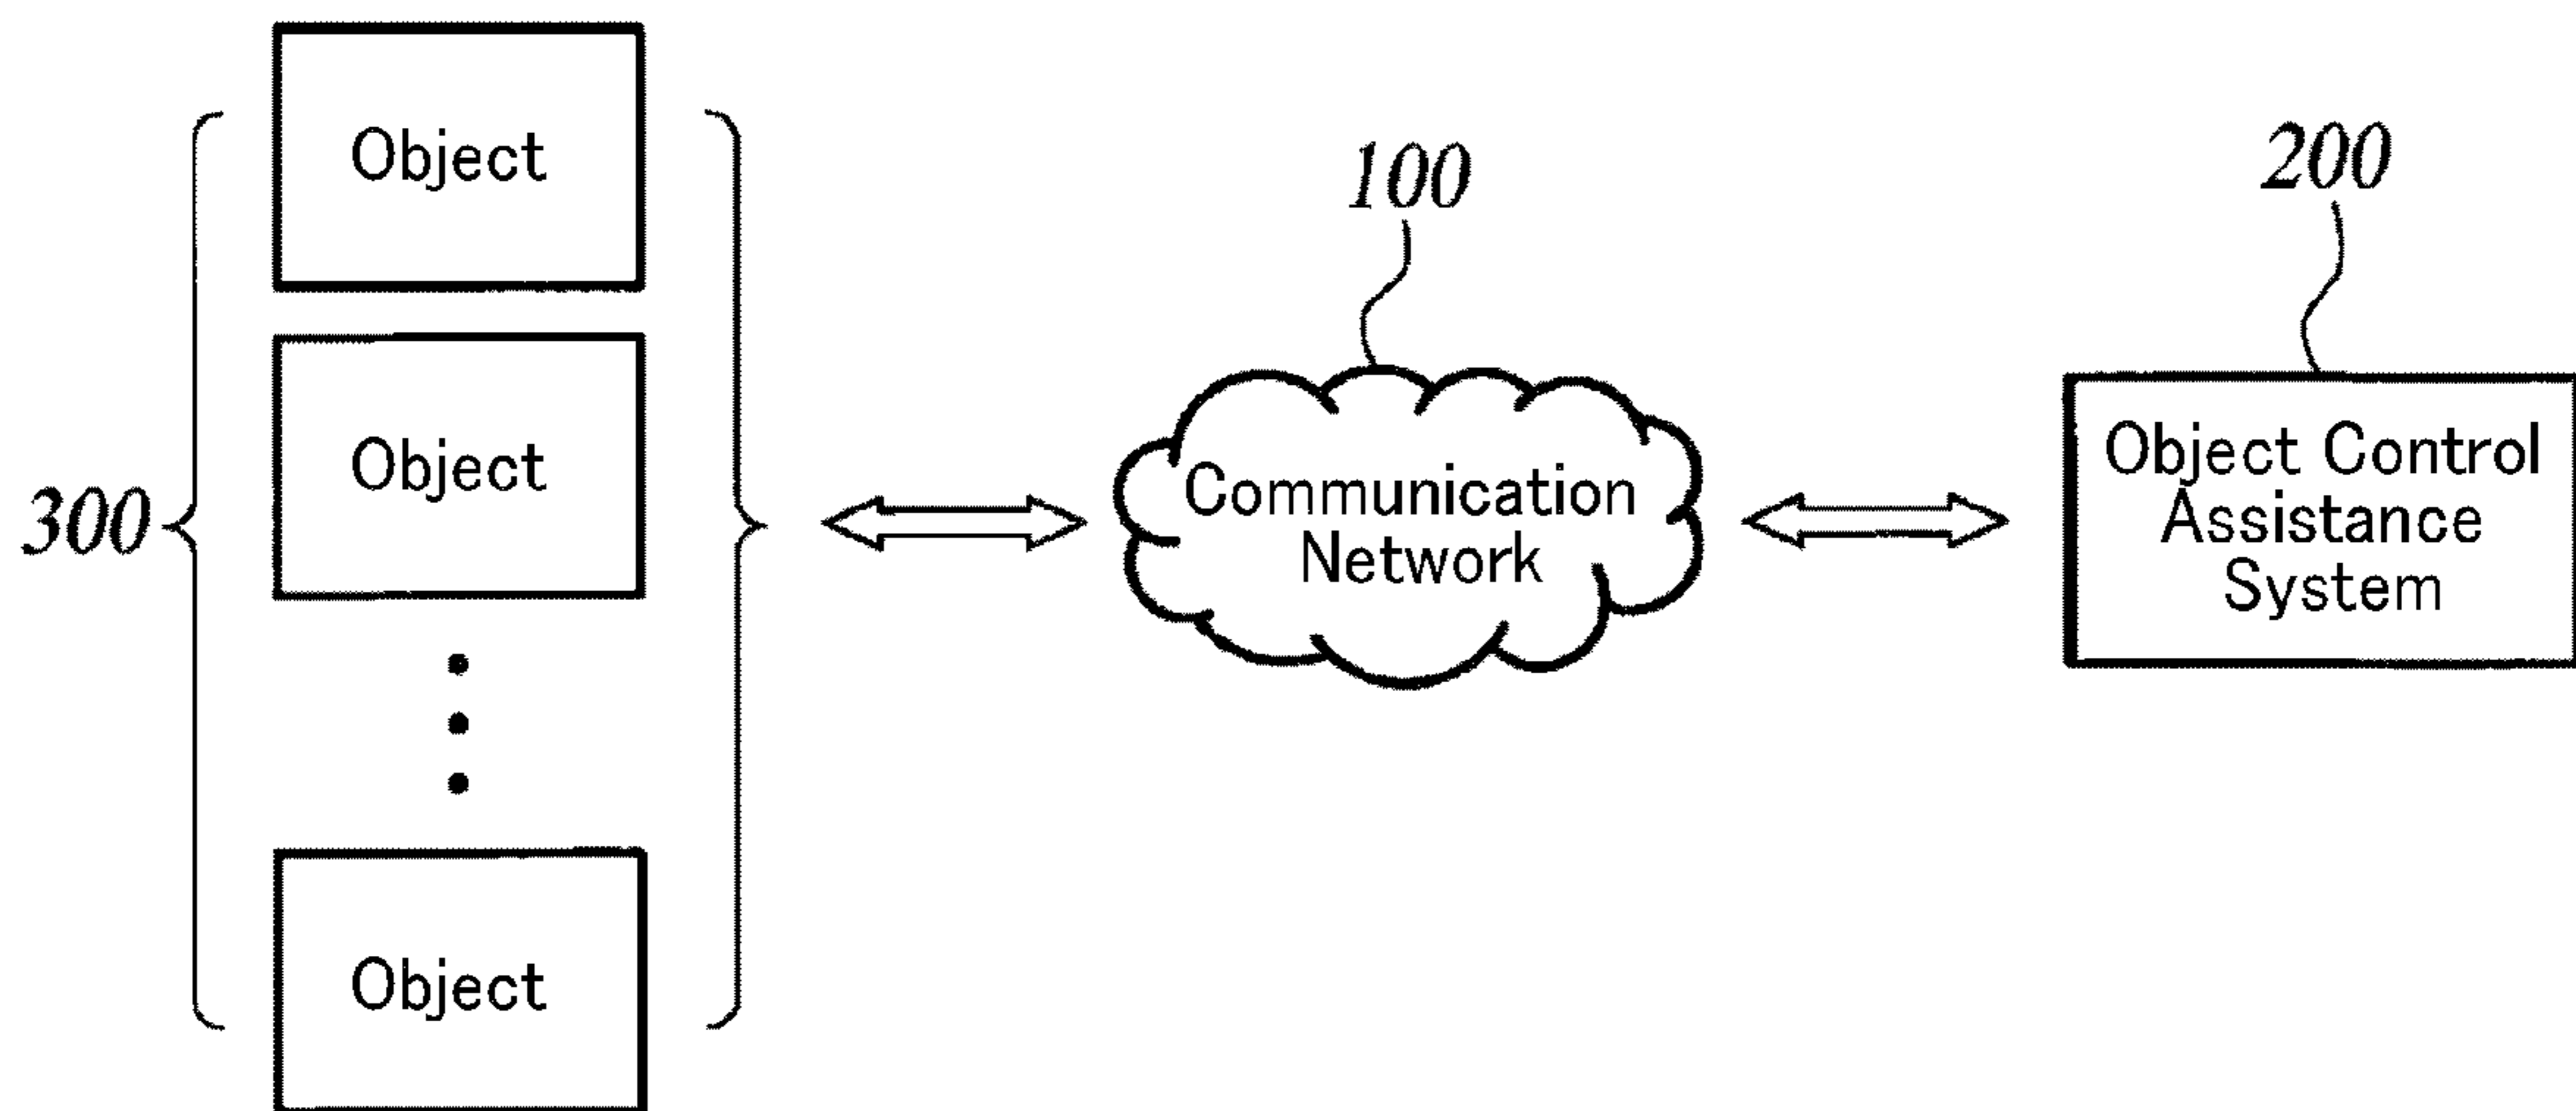 Object
Object
Object
300
100
Communication
Network
200
Object Control
Assistance
System